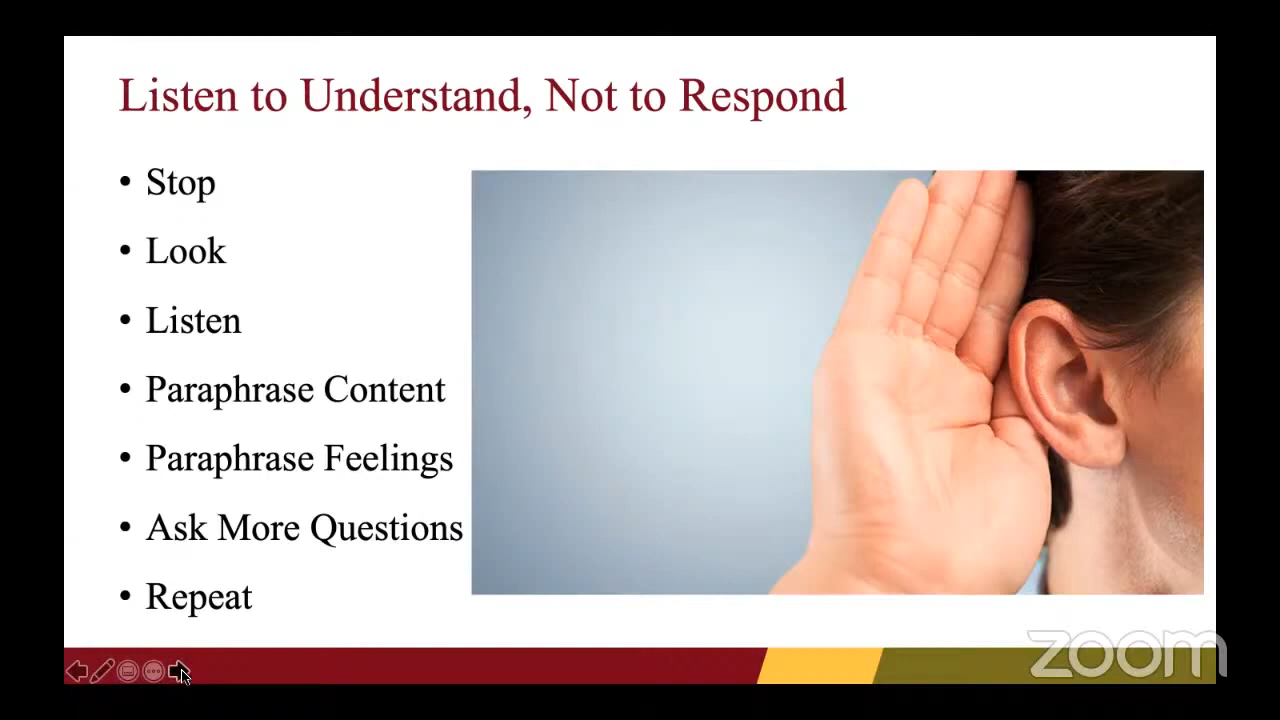 Listen to Understand, Not to Respond
• Stop
• Look
• Listen
• Paraphrase Content
• Paraphrase Feelings
• Ask More Questions
• Repeat
zoom